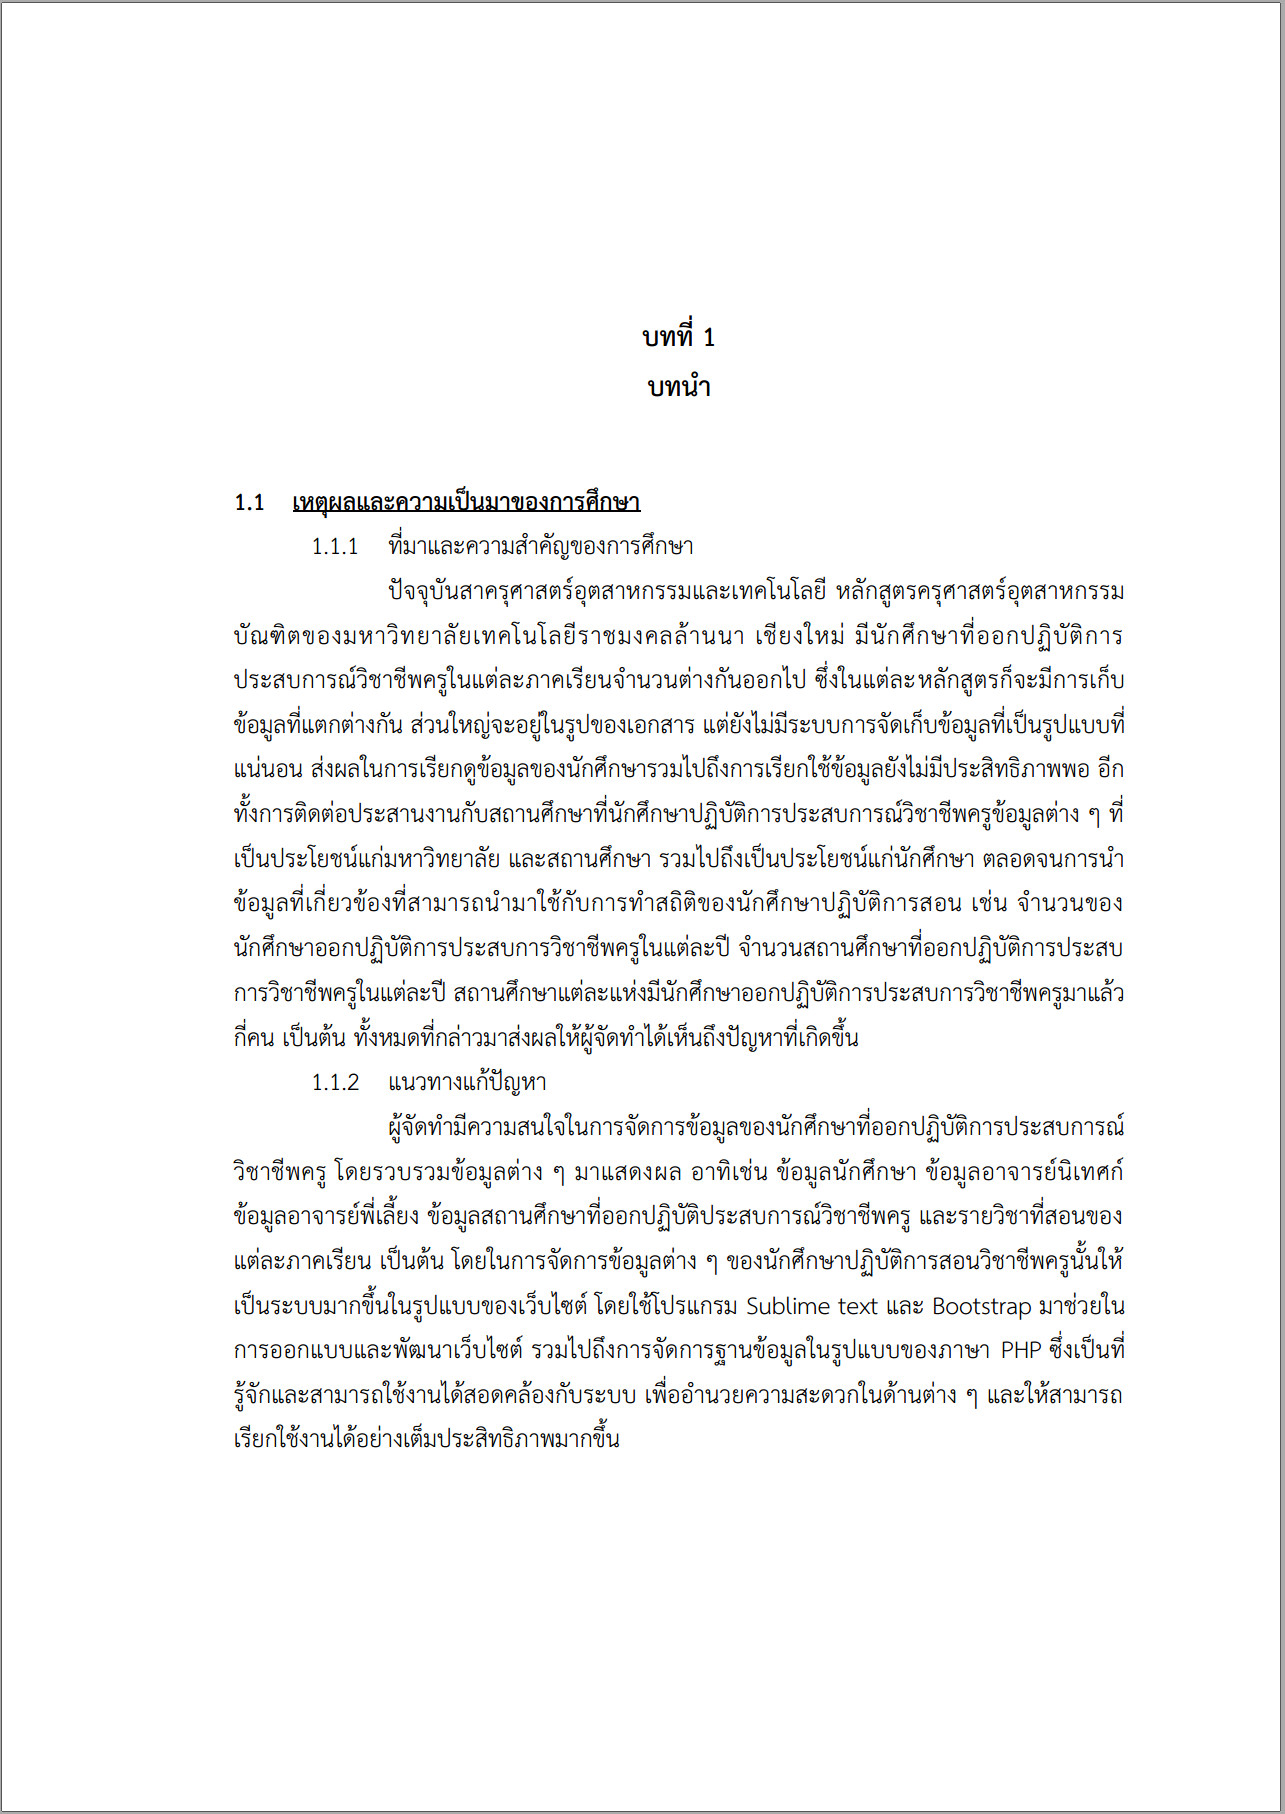 บทที่ 1
บทนำ
1.1 เหตุผลและความเป็นมาของการศึกษา
1.1.1 ที่มาและความสำคัญของการศึกษา
ปัจจุบันสาครุศาสตร์อุตสาหกรรมและเทคโนโลยี หลักสูตรครุศาสตร์อุตสาหกรรม
บัณฑิตของมหาวิทยาลัยเทคโนโลยีราชมงคลล้านนา เชียงใหม่ มีนักศึกษาที่ออกปฏิบัติการ
ประสบการณ์วิชาชีพครูในแต่ละภาคเรียนจำนวนต่างกันออกไป ซึ่งในแต่ละหลักสูตรก็จะมีการเก็บ
ข้อมูลที่แตกต่างกัน ส่วนใหญ่จะอยู่ในรูปของเอกสาร แต่ยังไม่มีระบบการจัดเก็บข้อมูลที่เป็นรูปแบบที่
แน่นอน ส่งผลในการเรียกดูข้อมูลของนักศึกษารวมไปถึงการเรียกใช้ข้อมูลยังไม่มีประสิทธิภาพพอ อีก
ทั้งการติดต่อประสานงานกับสถานศึกษาที่นักศึกษาปฏิบัติการประสบการณ์วิชาชีพครูข้อมูลต่าง ๆ ที่
เป็นประโยชน์แก่มหาวิทยาลัย และสถานศึกษา รวมไปถึงเป็นประโยชน์แก่นักศึกษา ตลอดจนการนำ
ข้อมูลที่เกี่ยวข้องที่สามารถนำมาใช้กับการทำสถิติของนักศึกษาปฏิบัติการสอน เช่น จำนวนของ
นักศึกษาออกปฏิบัติการประสบการวิชาชีพครูในแต่ละปี จำนวนสถานศึกษาที่ออกปฏิบัติการประสบ
การวิชาชีพครูในแต่ละปี สถานศึกษาแต่ละแห่งมีนักศึกษาออกปฏิบัติการประสบการวิชาชีพครูมาแล้ว
กี่คน เป็นต้น ทั้งหมดที่กล่าวมาส่งผลให้ผู้จัดทำได้เห็นถึงปัญหาที่เกิดขึ้น
1.1.2 แนวทางแก้ปัญหา
ผู้จัดทำมีความสนใจในการจัดการข้อมูลของนักศึกษาที่ออกปฏิบัติการประสบการณ์
วิชาชีพครู โดยรวบรวมข้อมูลต่าง ๆ มาแสดงผล อาทิเช่น ข้อมูลนักศึกษา ข้อมูลอาจารย์นิเทศก์
ข้อมูลอาจารย์พี่เลี้ยง ข้อมูลสถานศึกษาที่ออกปฏิบัติประสบการณ์วิชาชีพครู และรายวิชาที่สอนของ
แต่ละภาคเรียน เป็นต้น โดยในการจัดการข้อมูลต่าง ๆ ของนักศึกษาปฏิบัติการสอนวิชาชีพครูนั้นให้
เป็นระบบมากขึ้นในรูปแบบของเว็บไซต์ โดยใช้โปรแกรม Sublime text และ Bootstrap มาช่วยใน
การออกแบบและพัฒนาเว็บไซต์ รวมไปถึงการจัดการฐานข้อมูลในรูปแบบของภาษา PHP ซึ่งเป็นที่
รู้จักและสามารถใช้งานได้สอดคล้องกับระบบ เพื่ออำนวยความสะดวกในด้านต่าง ๆ และให้สามารถ
เรียกใช้งานได้อย่างเต็มประสิทธิภาพมากขึ้น